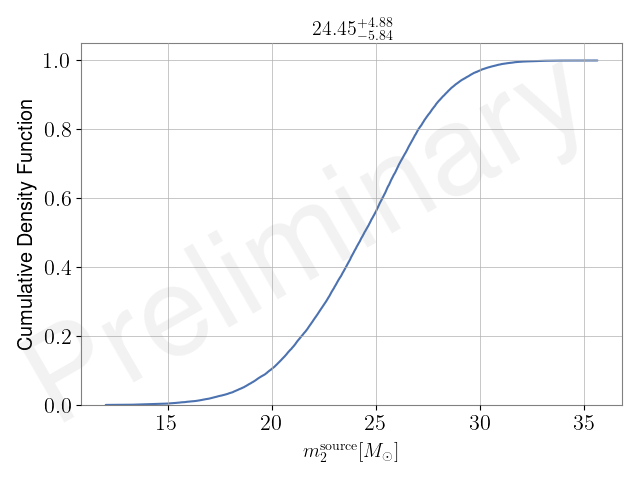 24.45^{+4.88}_{-5.84}
Cumulative Density Function
1.0
0.8
0.6
0.4
0.2
0.0
Preliminary
15 20 25 30 35
m_2^{source}[M_⊙]